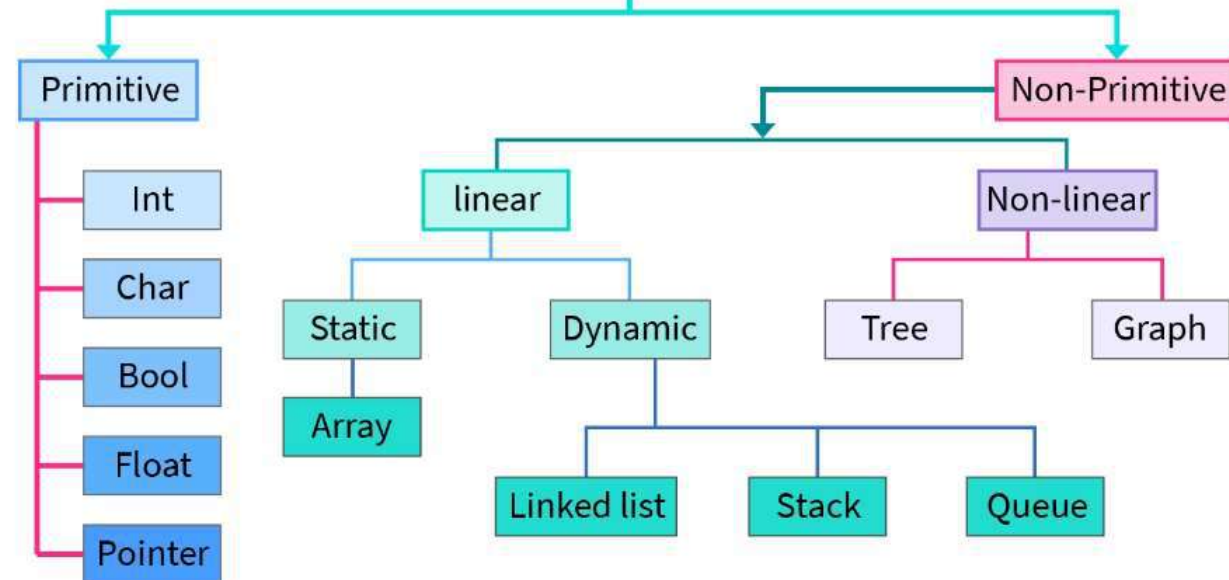 Primitive
Non-Primitive
Int
linear
Non-linear
Char
Static
Dynamic
Tree
Graph
Bool
Array
Float
Linked list
Stack
Queue
Pointer